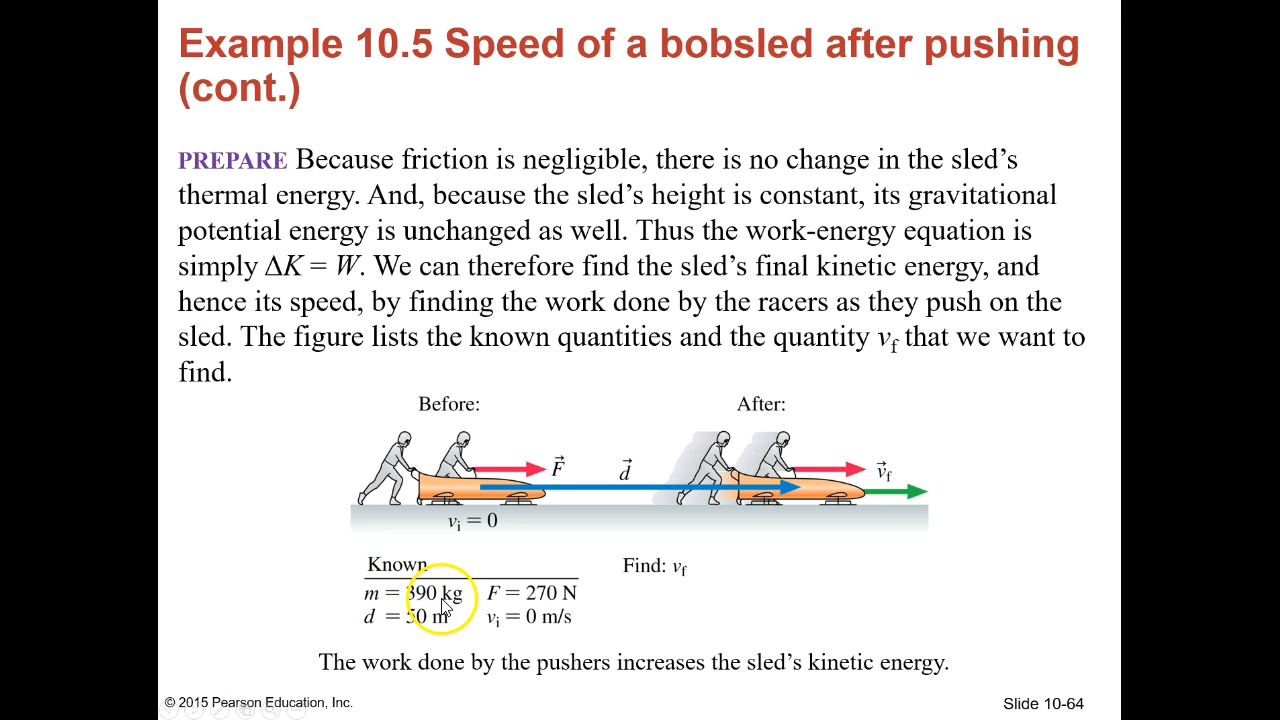 Example 10.5 Speed of a bobsled after pushing
(cont.)
PREPARE Because friction is negligible, there is no change in the sled’s
thermal energy. And, because the sled’s height is constant, its gravitational
potential energy is unchanged as well. Thus the work-energy equation is
simply ΔK = W. We can therefore find the sled’s final kinetic energy, and
hence its speed, by finding the work done by the racers as they push on the
sled. The figure lists the known quantities and the quantity vf that we want to
find.
Before: After:
F⃗ d⃗ v⃗f
vi = 0
Known Find: vf
m = 390 kg F = 270 N
d = 50 m vi = 0 m/s
The work done by the pushers increases the sled’s kinetic energy.
© 2015 Pearson Education, Inc. Slide 10-64